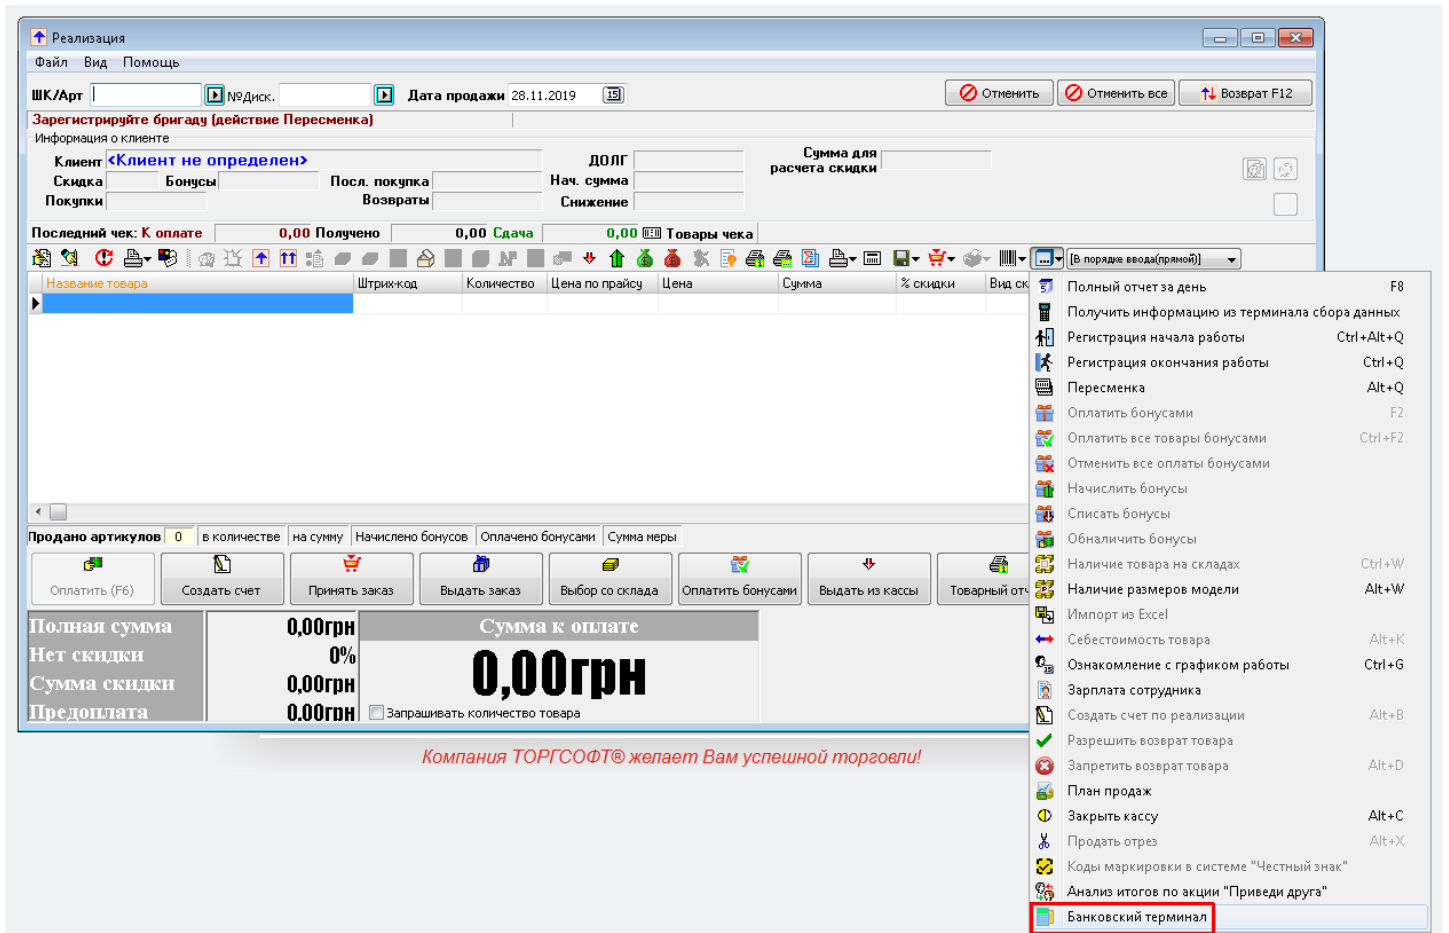 Реализация
Файл Вид Помощь
ШК/Арт №Диск. Дата продажи 28.11.2019 15 Отменить Отменить все Возврат F12
Зарегистрируйте бригаду (действие Пересменка)
Информация о клиенте
Клиент <Клиент не определен> ДОЛГ Сумма для расчета скидки
Скидка Бонусы Посл. покупка Нач. сумма
Покупки Возвраты Снижение
Последний чек: К оплате 0,00 Получено 0,00 Сдача 0,00 Товары чека
[В порядке ввода(прямой)]
Название товара Штрих-код Количество Цена по прайсу Цена Сумма % скидки Вид ск
Полный отчет за день F8
Получить информацию из терминала сбора данных
Регистрация начала работы Ctrl+Alt+Q
Регистрация окончания работы Ctrl+Q
Пересменка Alt+Q
Оплатить бонусами F2
Оплатить все товары бонусами Ctrl+F2
Отменить все оплаты бонусами
Начислить бонусы
Списать бонусы
Обналичить бонусы
Наличие товара на складах Ctrl+W
Наличие размеров модели Alt+W
Импорт из Excel
Себестоимость товара Alt+K
Ознакомление с графиком работы Ctrl+G
Зарплата сотрудника
Создать счет по реализации Alt+B
Разрешить возврат товара
Запретить возврат товара Alt+D
План продаж
Закрыть кассу Alt+C
Продать отрез Alt+X
Коды маркировки в системе "Честный знак"
Анализ итогов по акции "Приведи друга"
Банковский терминал
Продано артикулов 0 в количестве на сумму Начислено бонусов Оплачено бонусами Сумма меры
Оплатить (F6) Создать счет Принять заказ Выдать заказ Выбор со склада Оплатить бонусами Выдать из кассы Товарный отч
Полная сумма 0,00грн Сумма к оплате
Нет скидки 0% 0,00грн
Сумма скидки 0,00грн
Предоплата 0,00грн Запрашивать количество товара
Компания ТОРГСОФТ® желает Вам успешной торговли!